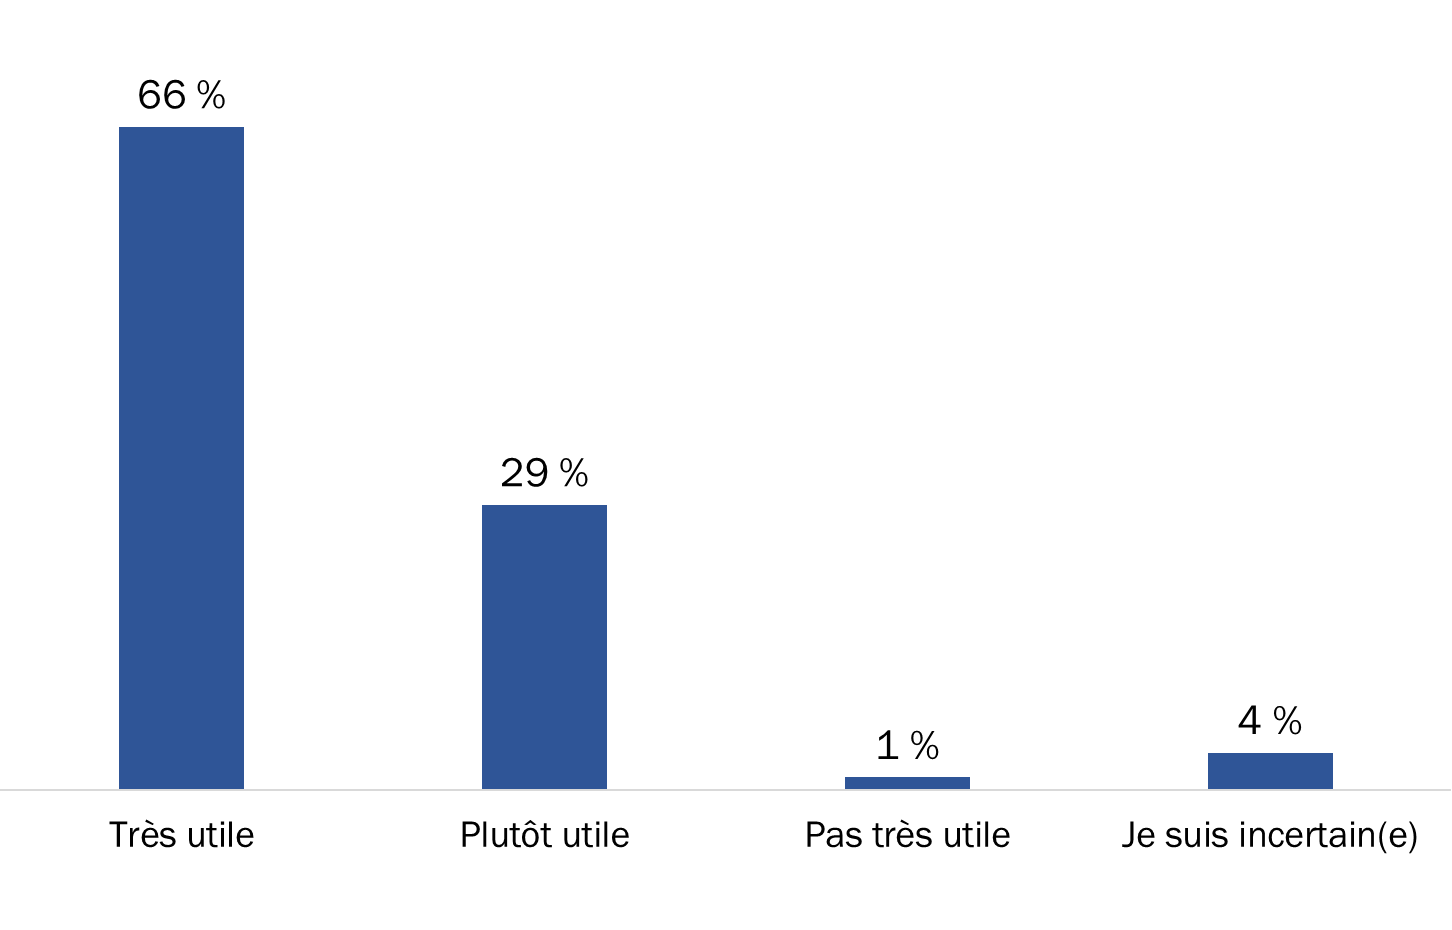 66 %
29 %
1 %
4 %
Très utile
Plutôt utile
Pas très utile
Je suis incertain(e)